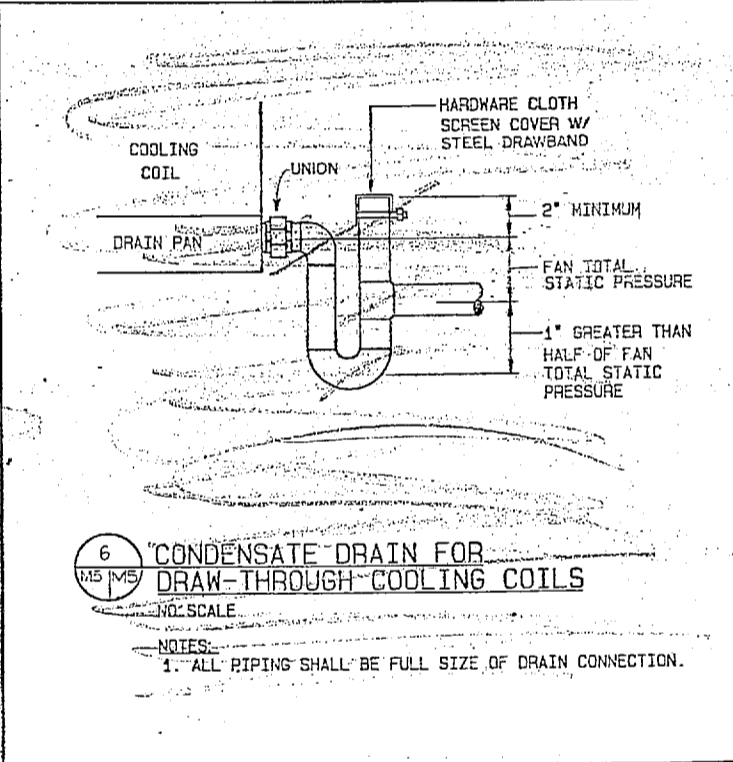 HARDWARE CLOTH
SCREEN COVER W/
STEEL DRAWBAND
COOLING
COIL
UNION
2" MINIMUM
DRAIN PAN
FAN TOTAL
STATIC PRESSURE
1" GREATER THAN
HALF OF FAN
TOTAL STATIC
PRESSURE
6
M5 M5
CONDENSATE DRAIN FOR
DRAW-THROUGH COOLING COILS
NO SCALE
NOTES:
1. ALL PIPING SHALL BE FULL SIZE OF DRAIN CONNECTION.